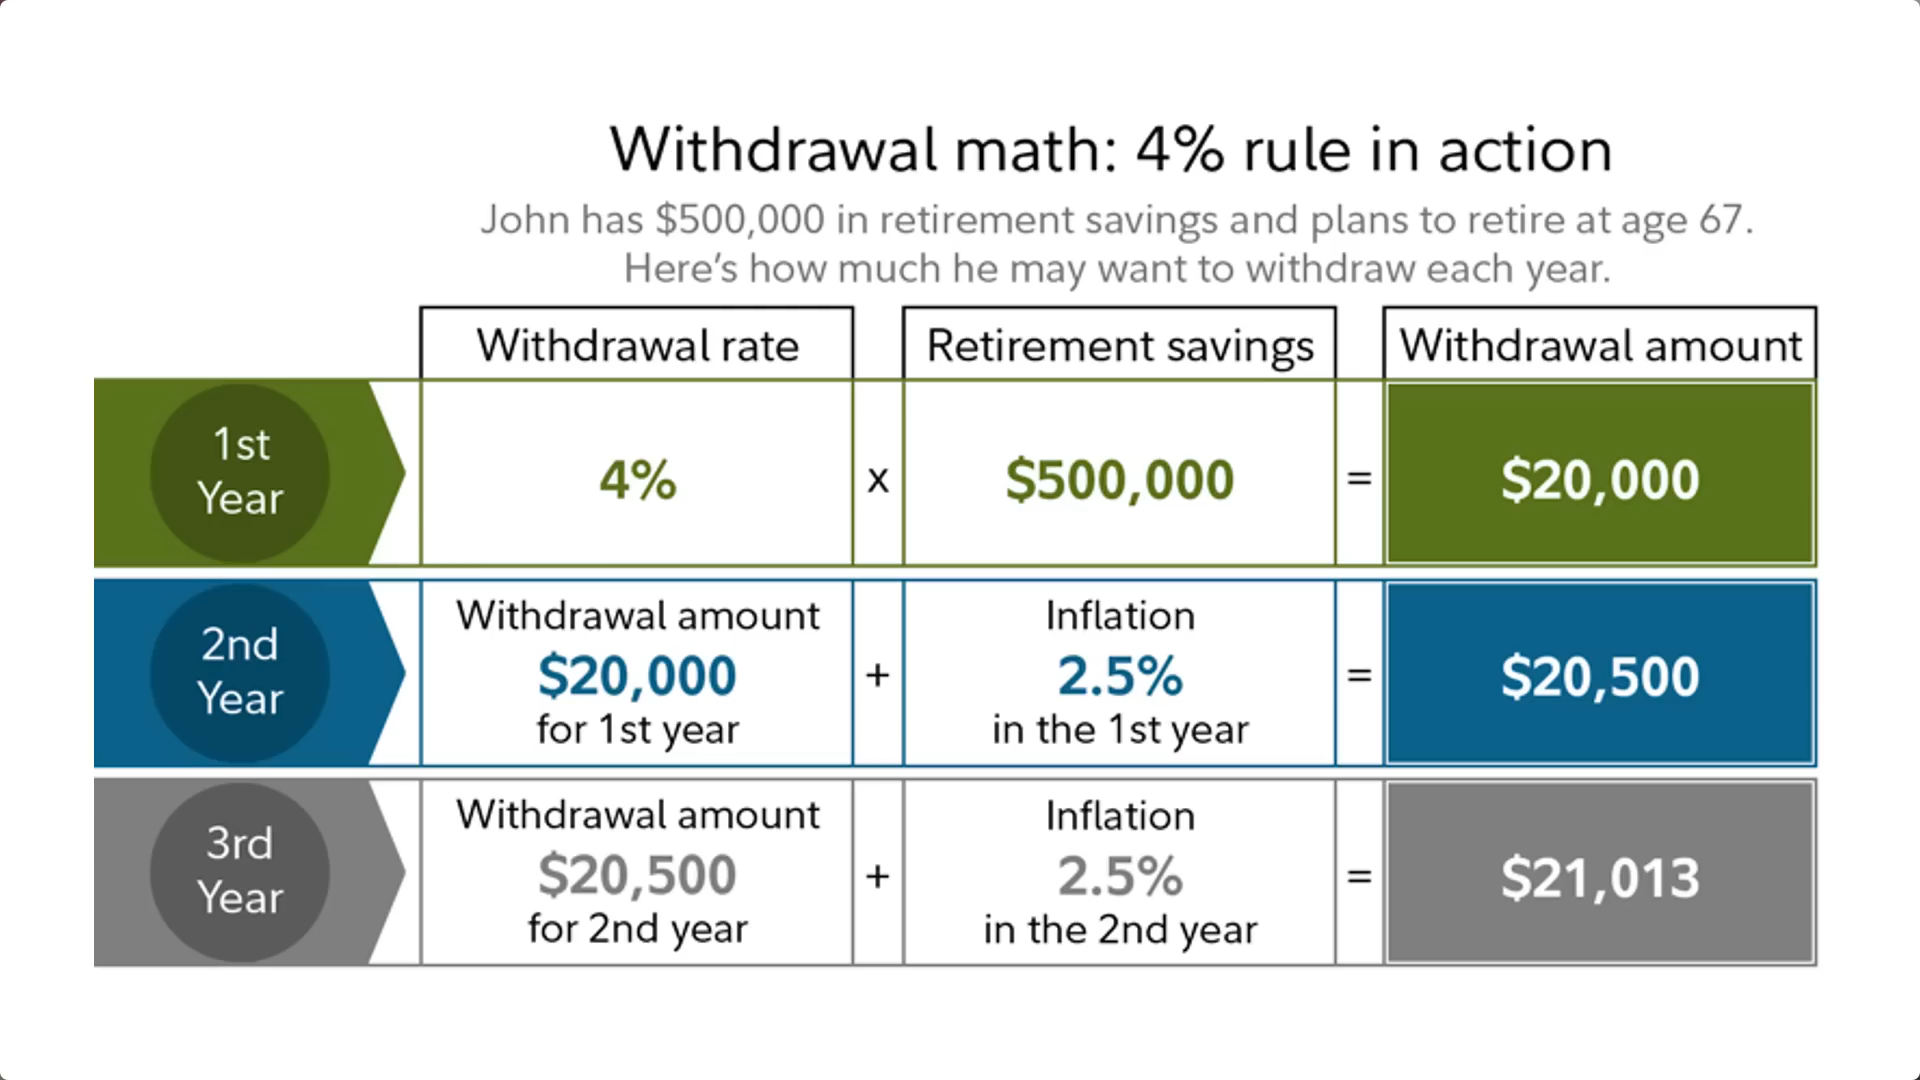 Withdrawal math: 4% rule in action
John has $500,000 in retirement savings and plans to retire at age 67.
Here's how much he may want to withdraw each year.
Withdrawal rate
Retirement savings
Withdrawal amount
1st
Year
4%
x
$500,000
=
$20,000
2nd
Year
Withdrawal amount
$20,000
for 1st year
+
Inflation
2.5%
in the 1st year
=
$20,500
3rd
Year
Withdrawal amount
$20,500
for 2nd year
+
Inflation
2.5%
in the 2nd year
=
$21,013